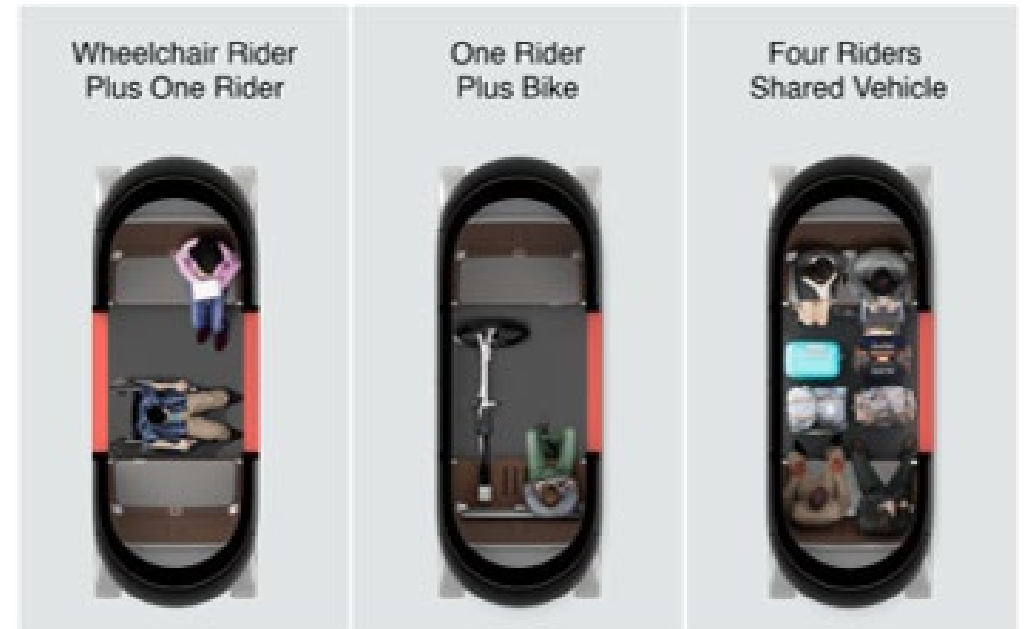 Wheelchair Rider
Plus One Rider
One Rider
Plus Bike
Four Riders
Shared Vehicle